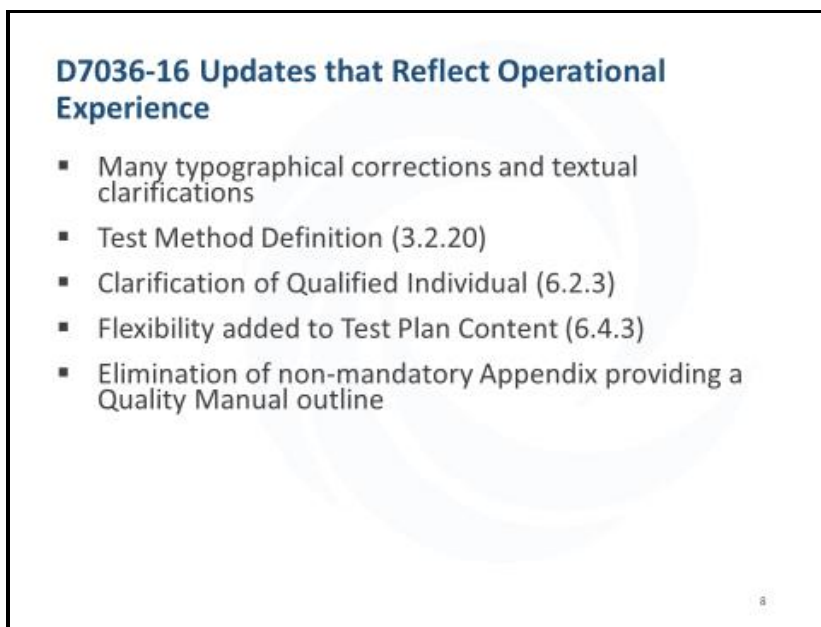 D7036-16 Updates that Reflect Operational
Experience
▪ Many typographical corrections and textual
clarifications
▪ Test Method Definition (3.2.20)
▪ Clarification of Qualified Individual (6.2.3)
▪ Flexibility added to Test Plan Content (6.4.3)
▪ Elimination of non-mandatory Appendix providing a
Quality Manual outline
8